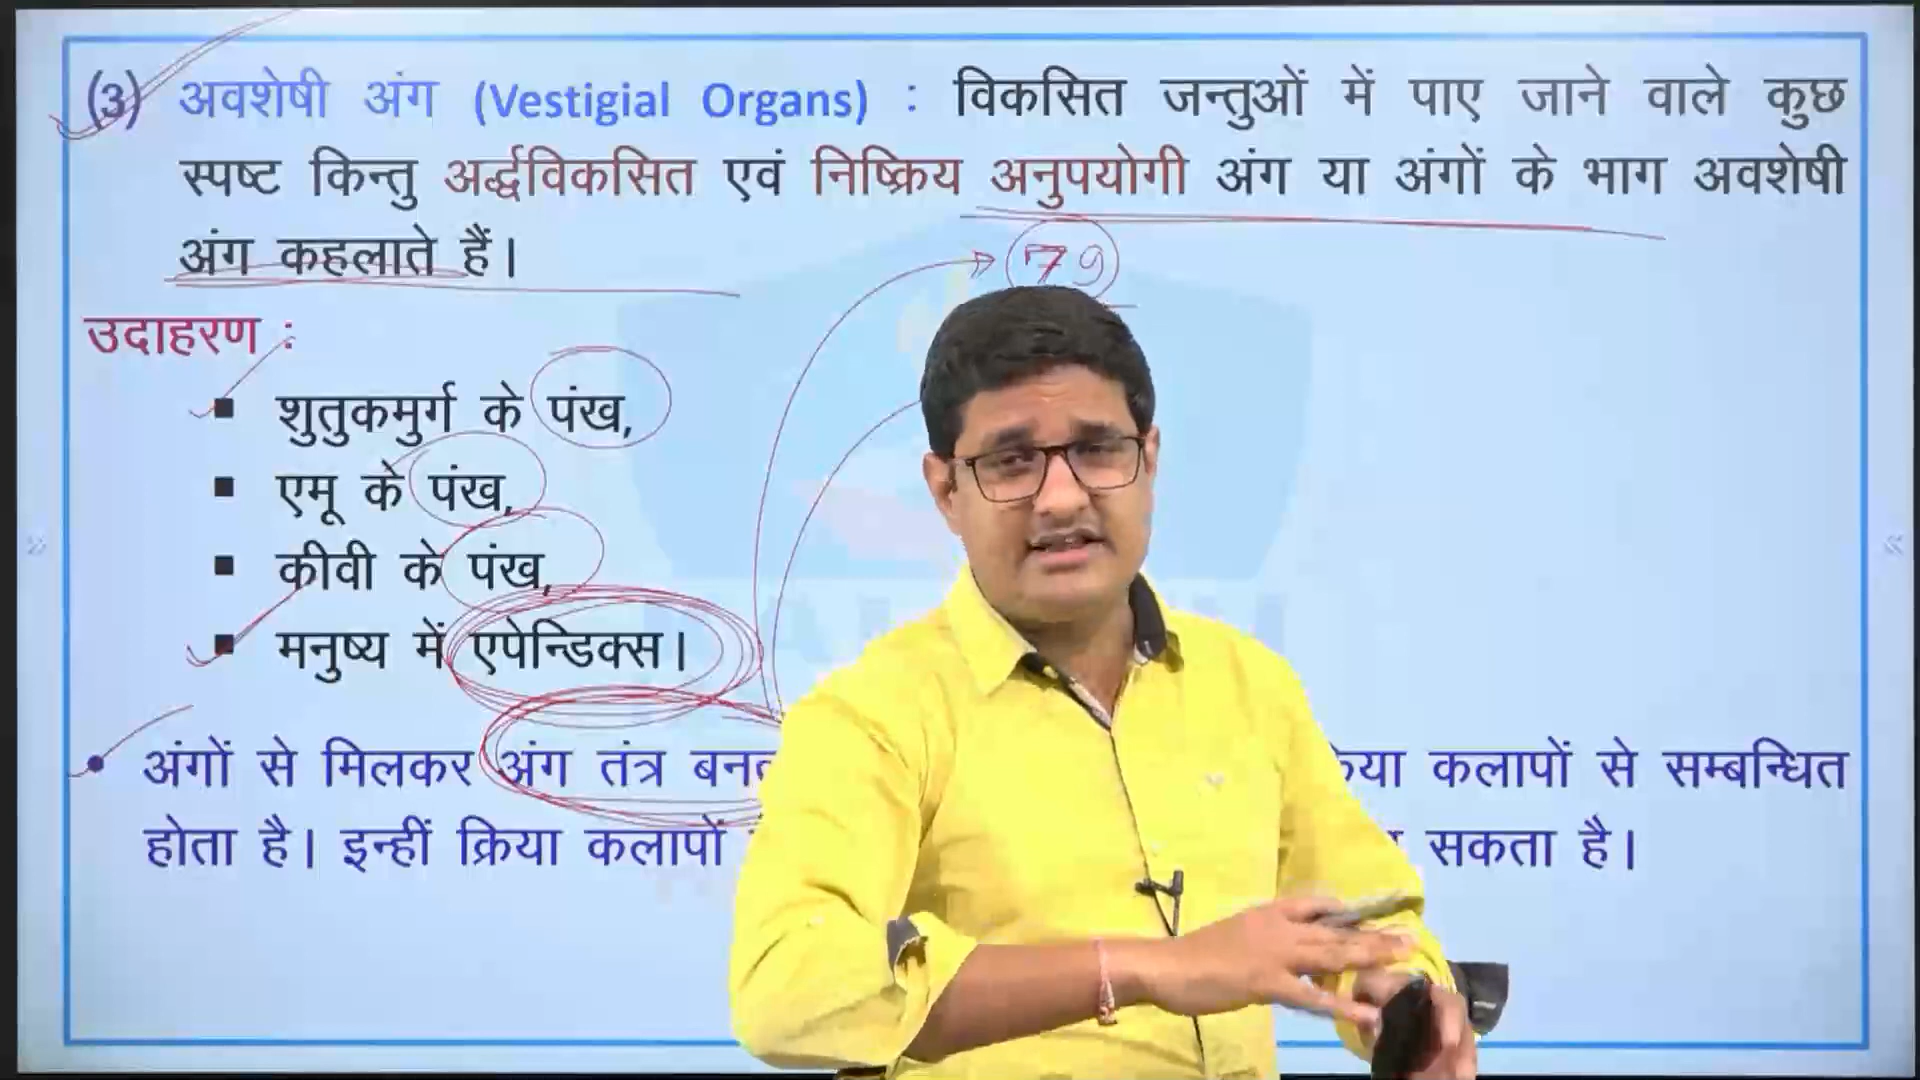 (3) अवशेषी अंग (Vestigial Organs) : विकसित जन्तुओं में पाए जाने वाले कुछ
स्पष्ट किन्तु अर्द्धविकसित एवं निष्क्रिय अनुपयोगी अंग या अंगों के भाग अवशेषी
अंग कहलाते हैं।
79
उदाहरण :
▪ शुतुकमुर्ग के पंख,
▪ एमू के पंख,
▪ कीवी के पंख,
▪ मनुष्य में एपेन्डिक्स।
• अंगों से मिलकर अंग तंत्र कलापों से सम्बन्धित
होता है। इन्हीं क्रिया कलापों सकता है।